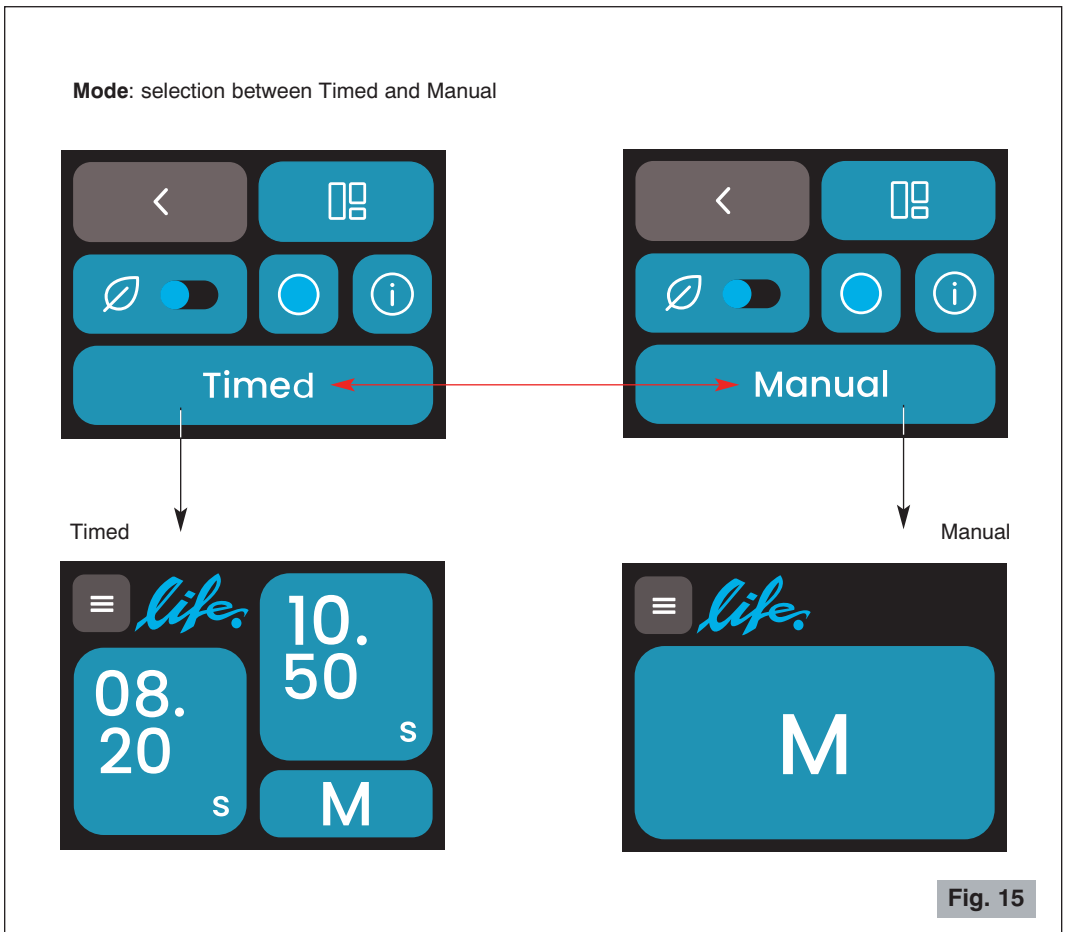 Mode: selection between Timed and Manual
Timed
Manual
Timed
Manual
life.
10.
50
s
08.
20
s
M
life.
M
Fig. 15